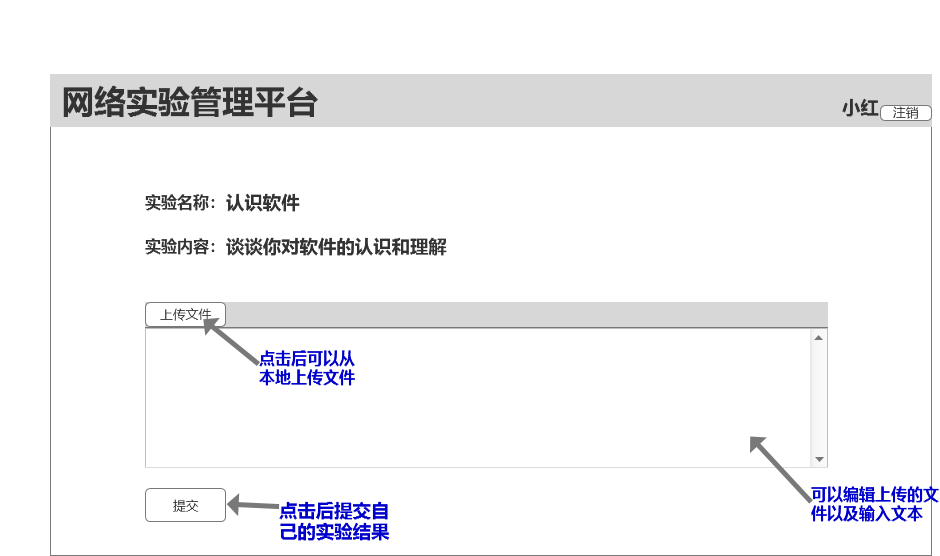 网络实验管理平台
小红 注销
实验名称： 认识软件
实验内容： 谈谈你对软件的认识和理解
上传文件
点击后可以从
本地上传文件
可以编辑上传的文
件以及输入文本
提交
点击后提交自
己的实验结果